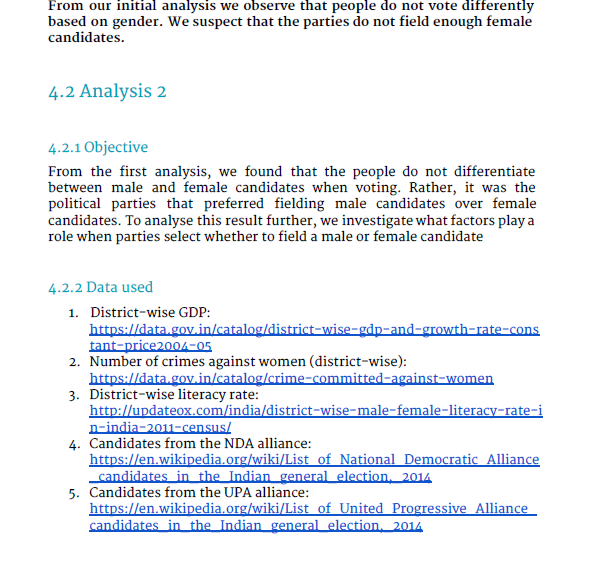 From our initial analysis we observe that people do not vote differently
based on gender. We suspect that the parties do not field enough female
candidates.
4.2 Analysis 2
4.2.1 Objective
From the first analysis, we found that the people do not differentiate
between male and female candidates when voting. Rather, it was the
political parties that preferred fielding male candidates over female
candidates. To analyse this result further, we investigate what factors play a
role when parties select whether to field a male or female candidate
4.2.2 Data used
1. District-wise GDP:
https://data.gov.in/catalog/district-wise-gdp-and-growth-rate-cons
tant-price2004-05
2. Number of crimes against women (district-wise):
https://data.gov.in/catalog/crime-committed-against-women
3. District-wise literacy rate:
http://updateox.com/india/district-wise-male-female-literacy-rate-i
n-india-2011-census/
4. Candidates from the NDA alliance:
https://en.wikipedia.org/wiki/List_of_National_Democratic_Alliance
_candidates_in_the_Indian_general_election,_2014
5. Candidates from the UPA alliance:
https://en.wikipedia.org/wiki/List_of_United_Progressive_Alliance_
candidates_in_the_Indian_general_election,_2014